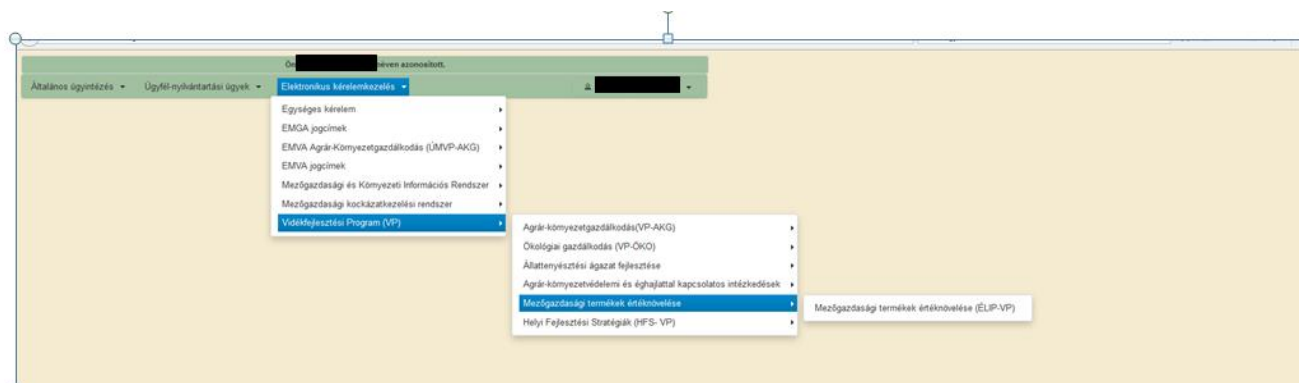 Ön néven azonosított.
Általános ügyintézés Ügyfél-nyilvántartási ügyek Elektronikus kérelemkezelés
Egységes kérelem
EMGA jogcímek
EMVA Agrár-Környezetgazdálkodás (ÚMVP-AKG)
EMVA jogcímek
Mezőgazdasági és Környezeti Információs Rendszer
Mezőgazdasági kockázatkezelési rendszer
Vidékfejlesztési Program (VP)
Agrár-környezetgazdálkodás(VP-AKG)
Ökológiai gazdálkodás (VP-ÖKO)
Állattenyésztési ágazat fejlesztése
Agrár-környezetvédelemi és éghajlattal kapcsolatos intézkedések
Mezőgazdasági termékek értéknövelése
Mezőgazdasági termékek értéknövelése (ÉLIP-VP)
Helyi Fejlesztési Stratégiák (HFS- VP)